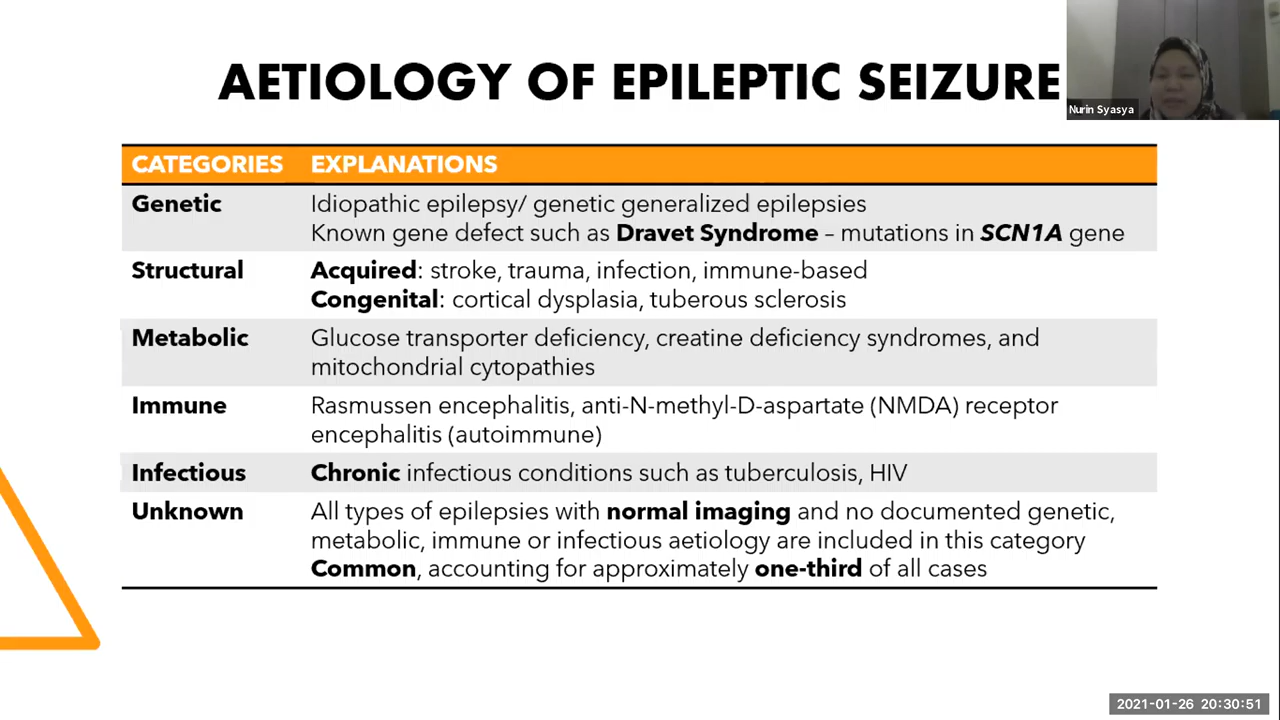 AETIOLOGY OF EPILEPTIC SEIZURE
Nurin Syasya
CATEGORIES EXPLANATIONS
Genetic Idiopathic epilepsy/ genetic generalized epilepsies
Known gene defect such as Dravet Syndrome – mutations in SCN1A gene
Structural Acquired: stroke, trauma, infection, immune-based
Congenital: cortical dysplasia, tuberous sclerosis
Metabolic Glucose transporter deficiency, creatine deficiency syndromes, and
mitochondrial cytopathies
Immune Rasmussen encephalitis, anti-N-methyl-D-aspartate (NMDA) receptor
encephalitis (autoimmune)
Infectious Chronic infectious conditions such as tuberculosis, HIV
Unknown All types of epilepsies with normal imaging and no documented genetic,
metabolic, immune or infectious aetiology are included in this category
Common, accounting for approximately one-third of all cases
2021-01-26 20:30:51